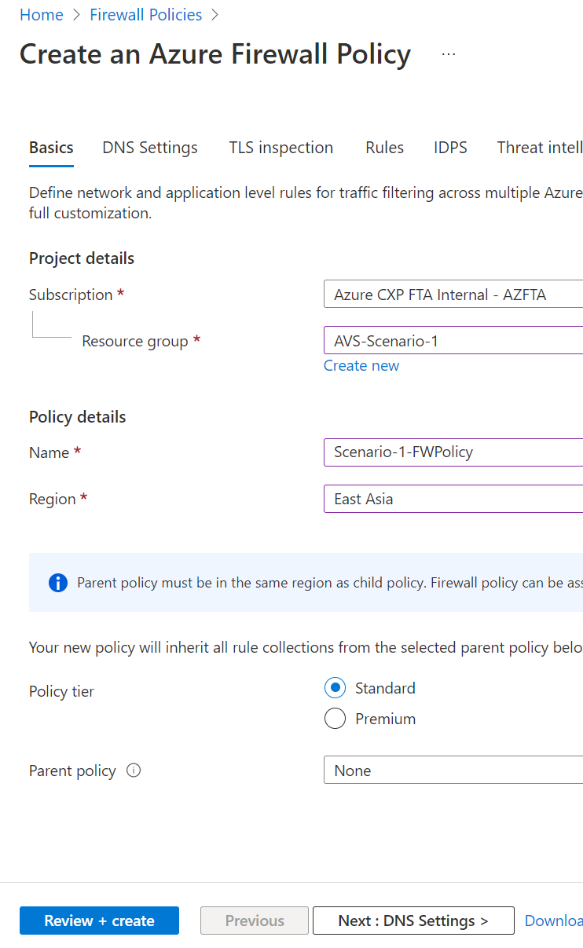 Home > Firewall Policies >
Create an Azure Firewall Policy ...
Basics DNS Settings TLS inspection Rules IDPS Threat intell
Define network and application level rules for traffic filtering across multiple Azure
full customization.
Project details
Subscription * Azure CXP FTA Internal - AZFTA
Resource group * AVS-Scenario-1
Create new
Policy details
Name * Scenario-1-FWPolicy
Region * East Asia
Parent policy must be in the same region as child policy. Firewall policy can be ass
Your new policy will inherit all rule collections from the selected parent policy belo
Policy tier Standard
Premium
Parent policy None
Review + create Previous Next : DNS Settings > Downloa